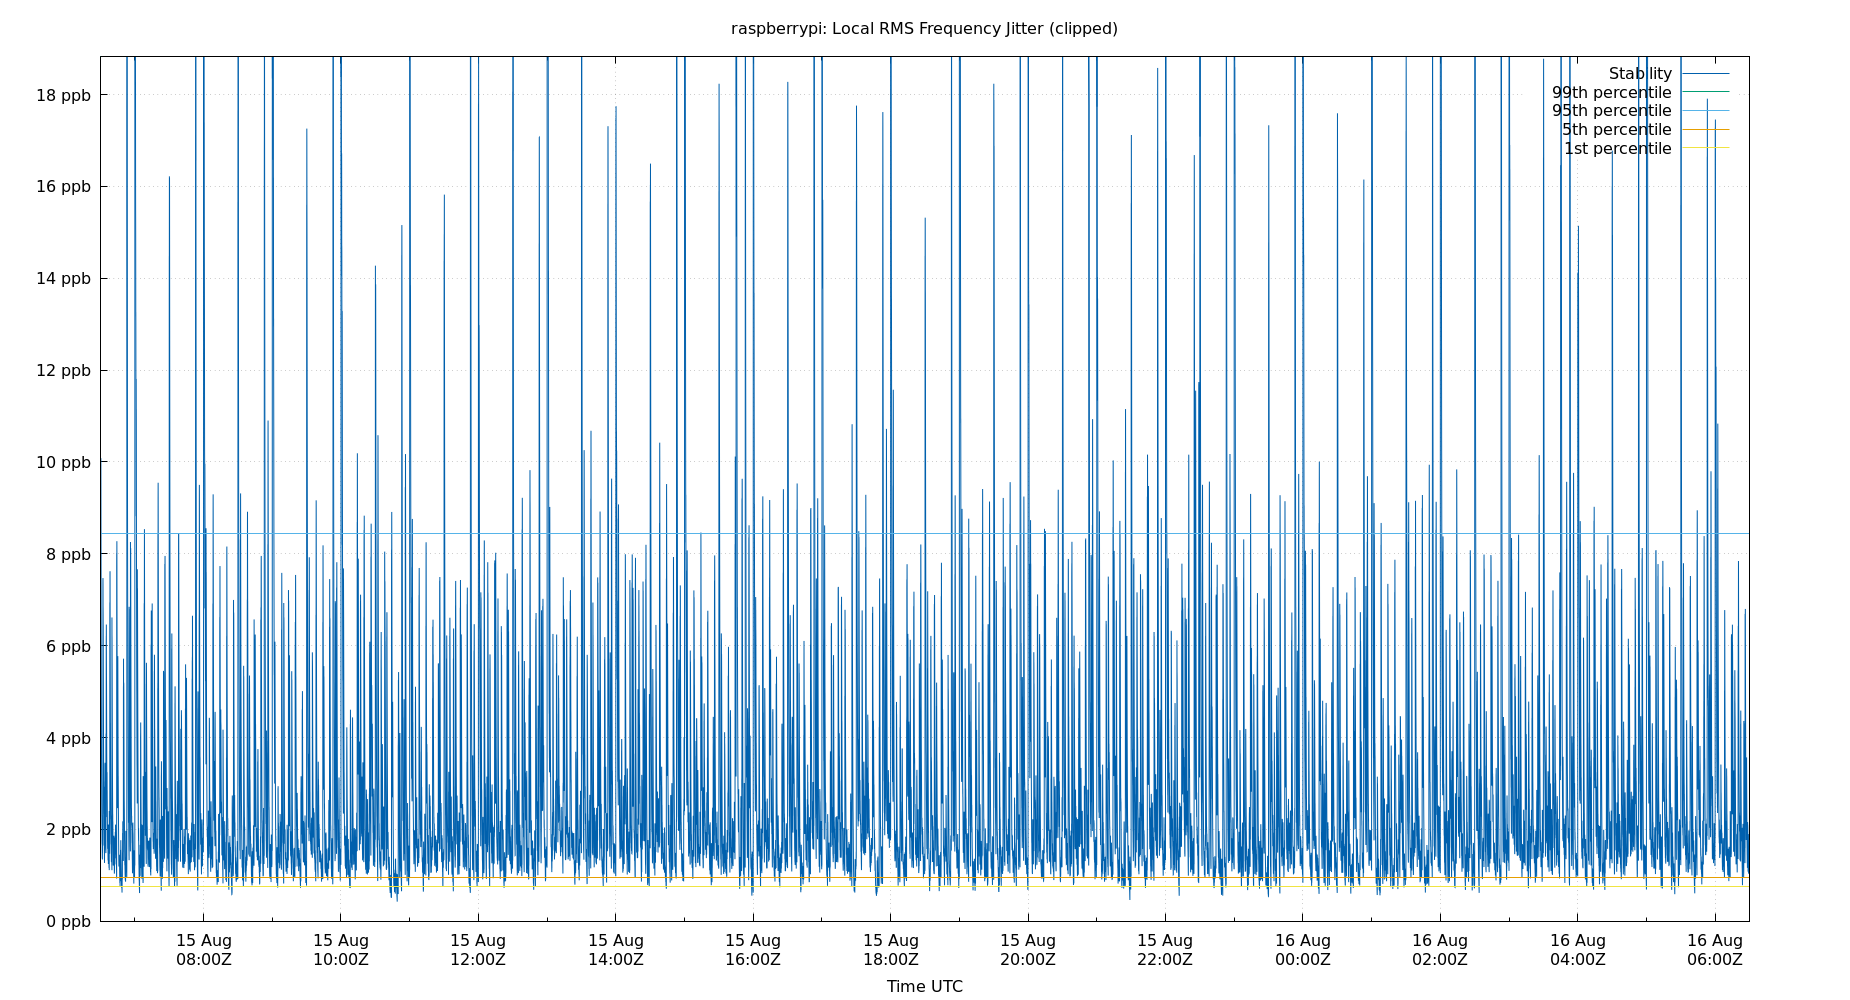 raspberrypi: Local RMS Frequency Jitter (clipped)
Stability
99th percentile
95th percentile
5th percentile
1st percentile
18 ppb
16 ppb
14 ppb
12 ppb
10 ppb
8 ppb
6 ppb
4 ppb
2 ppb
0 ppb
15 Aug 15 Aug 15 Aug 15 Aug 15 Aug 15 Aug 15 Aug 15 Aug 16 Aug 16 Aug 16 Aug 16 Aug
08:00Z 10:00Z 12:00Z 14:00Z 16:00Z 18:00Z 20:00Z 22:00Z 00:00Z 02:00Z 04:00Z 06:00Z
Time UTC